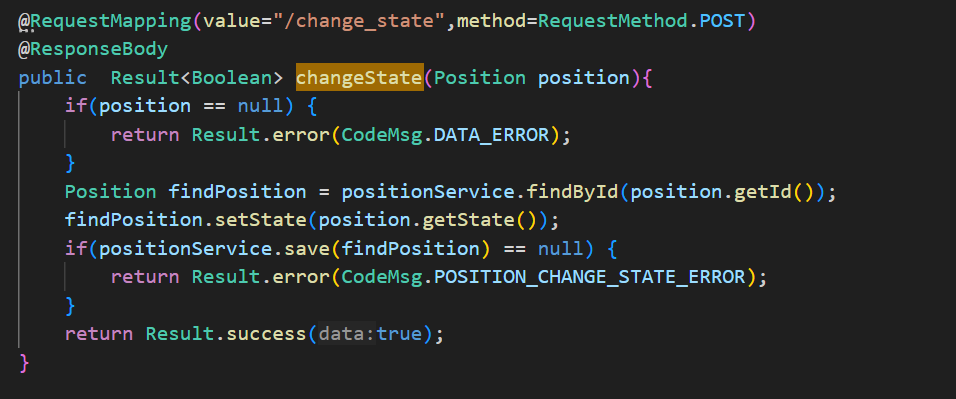 @RequestMapping(value="/change_state",method=RequestMethod.POST)
@ResponseBody
public  Result<Boolean> changeState(Position position){
    if(position == null) {
        return Result.error(CodeMsg.DATA_ERROR);
    }
    Position findPosition = positionService.findById(position.getId());
    findPosition.setState(position.getState());
    if(positionService.save(findPosition) == null) {
        return Result.error(CodeMsg.POSITION_CHANGE_STATE_ERROR);
    }
    return Result.success(data:true);
}